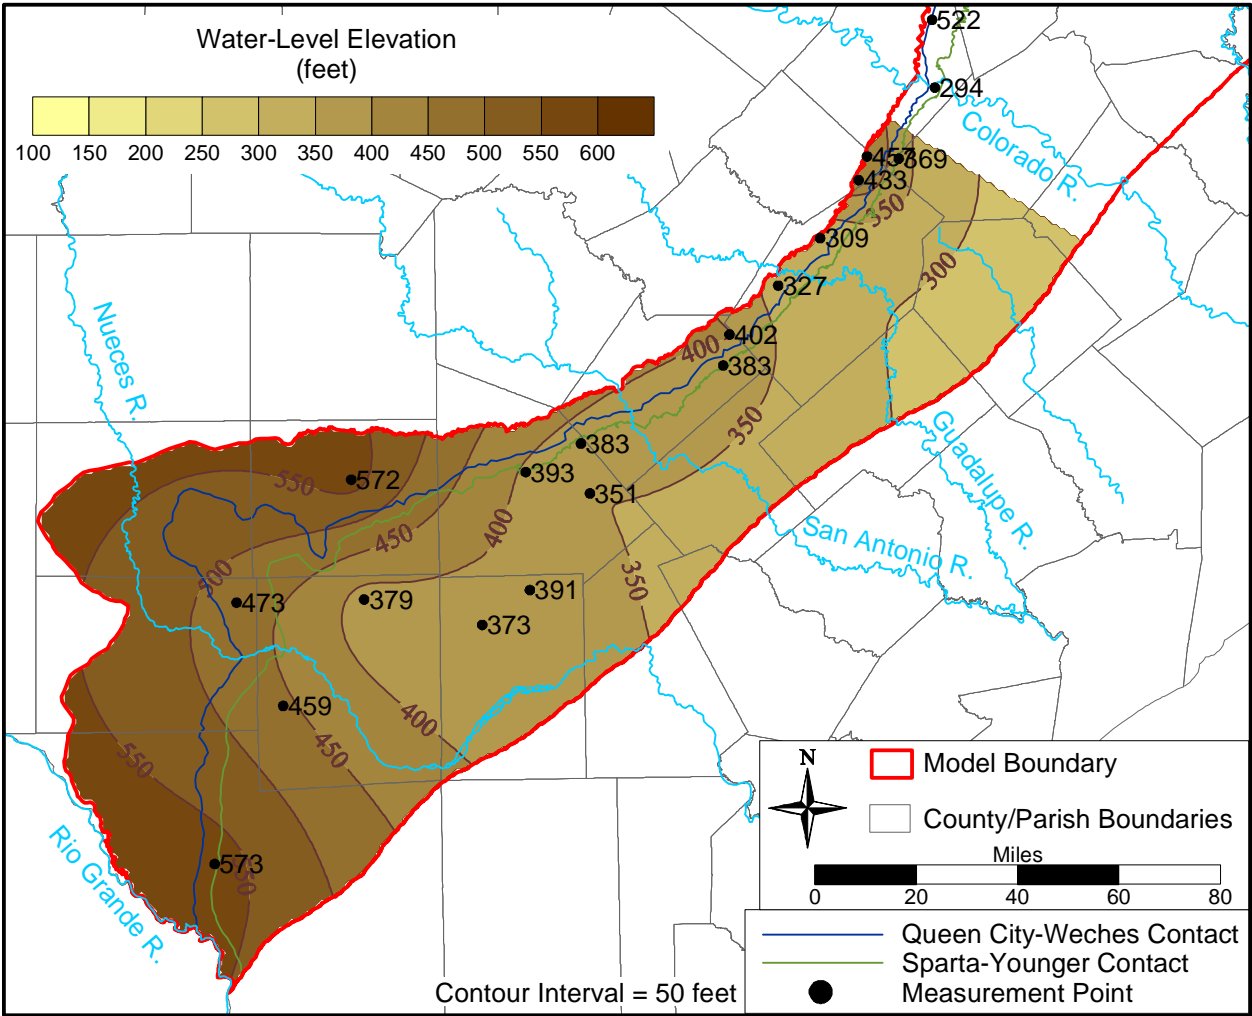 Water-Level Elevation
(feet)
100 150 200 250 300 350 400 450 500 550 600
522
294
Colorado R.
457
369
433
350
309
300
327
402
400
383
350
Nueces R.
383
393
351
572
550
450
400
500
473
379
391
373
350
Guadalupe R.
San Antonio R.
459
400
450
550
573
550
Rio Grande R.
N
Model Boundary
County/Parish Boundaries
Miles
0 20 40 60 80
Queen City-Weches Contact
Sparta-Younger Contact
Measurement Point
Contour Interval = 50 feet